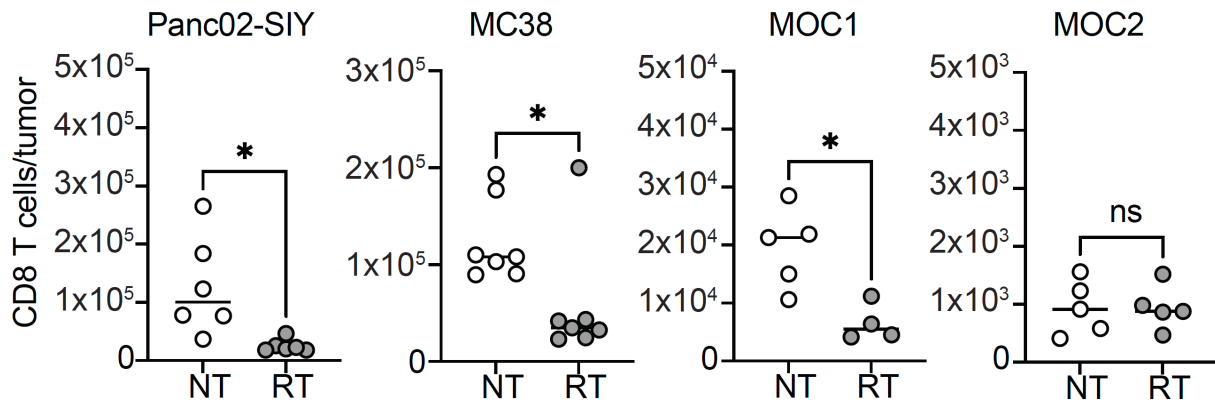 Panc02-SIY
MC38
MOC1
MOC2
CD8 T cells/tumor
5x10⁵
4x10⁵
3x10⁵
2x10⁵
1x10⁵
0
*
NT
RT
3x10⁵
2x10⁵
1x10⁵
0
*
NT
RT
5x10⁴
4x10⁴
3x10⁴
2x10⁴
1x10⁴
0
*
NT
RT
5x10³
4x10³
3x10³
2x10³
1x10³
0
ns
NT
RT